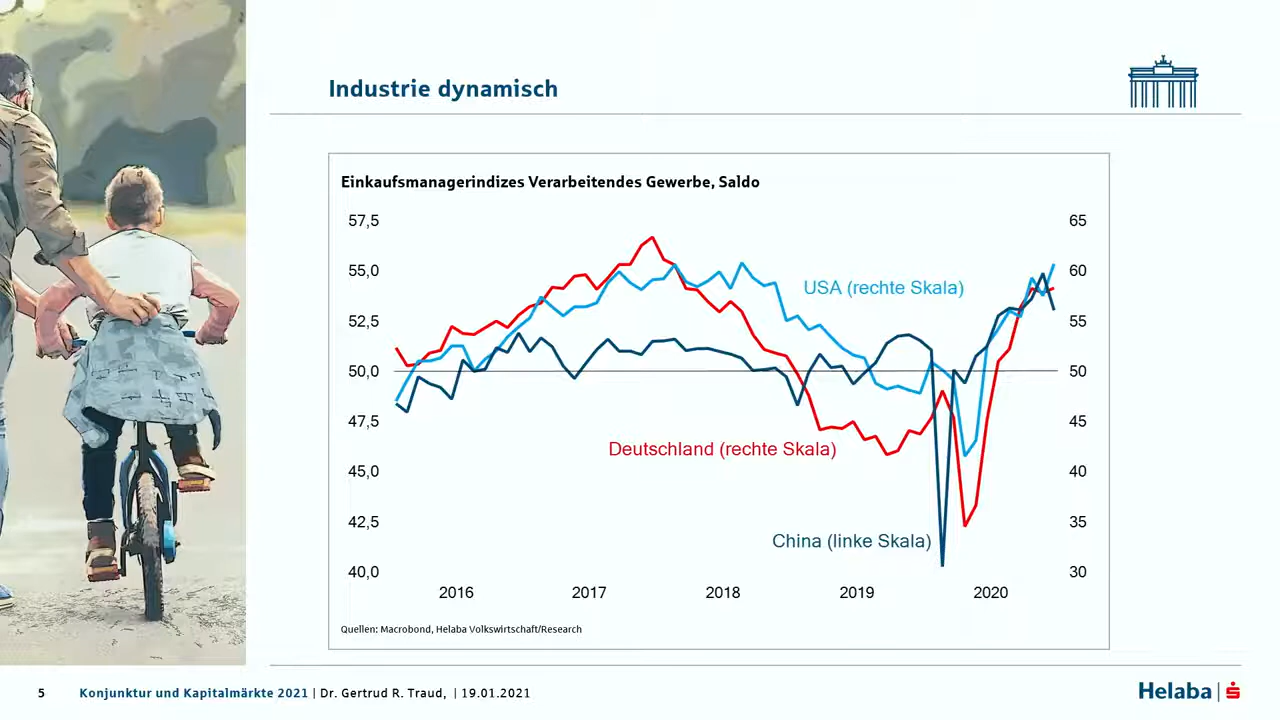 Industrie dynamisch
Einkaufsmanagerindizes Verarbeitendes Gewerbe, Saldo
57,5 65
55,0 60
USA (rechte Skala)
52,5 55
50,0 50
47,5 45
Deutschland (rechte Skala)
45,0 40
42,5 35
China (linke Skala)
40,0 30
2016 2017 2018 2019 2020
Quellen: Macrobond, Helaba Volkswirtschaft/Research
5 Konjunktur und Kapitalmärkte 2021 | Dr. Gertrud R. Traud, | 19.01.2021
Helaba